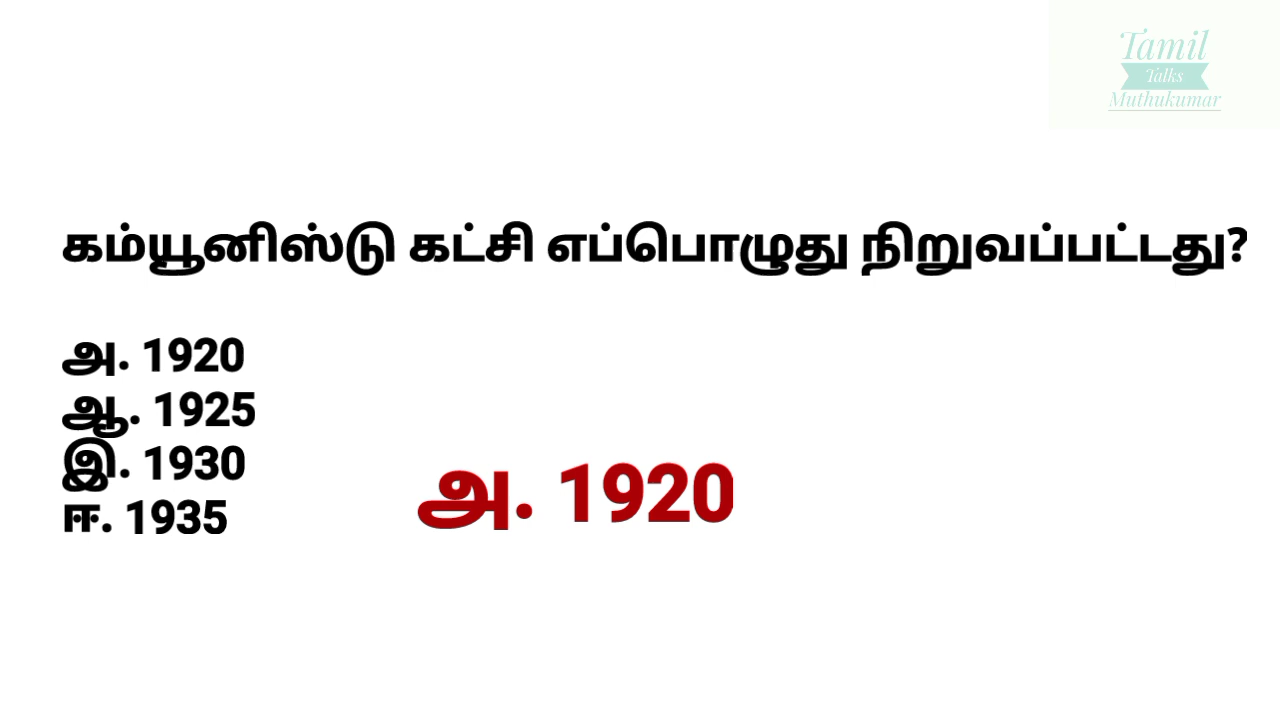 Tamil
Talks
Muthukumar
கம்யூனிஸ்டு கட்சி எப்பொழுது நிறுவப்பட்டது?
அ. 1920
ஆ. 1925
இ. 1930
ஈ. 1935
அ. 1920